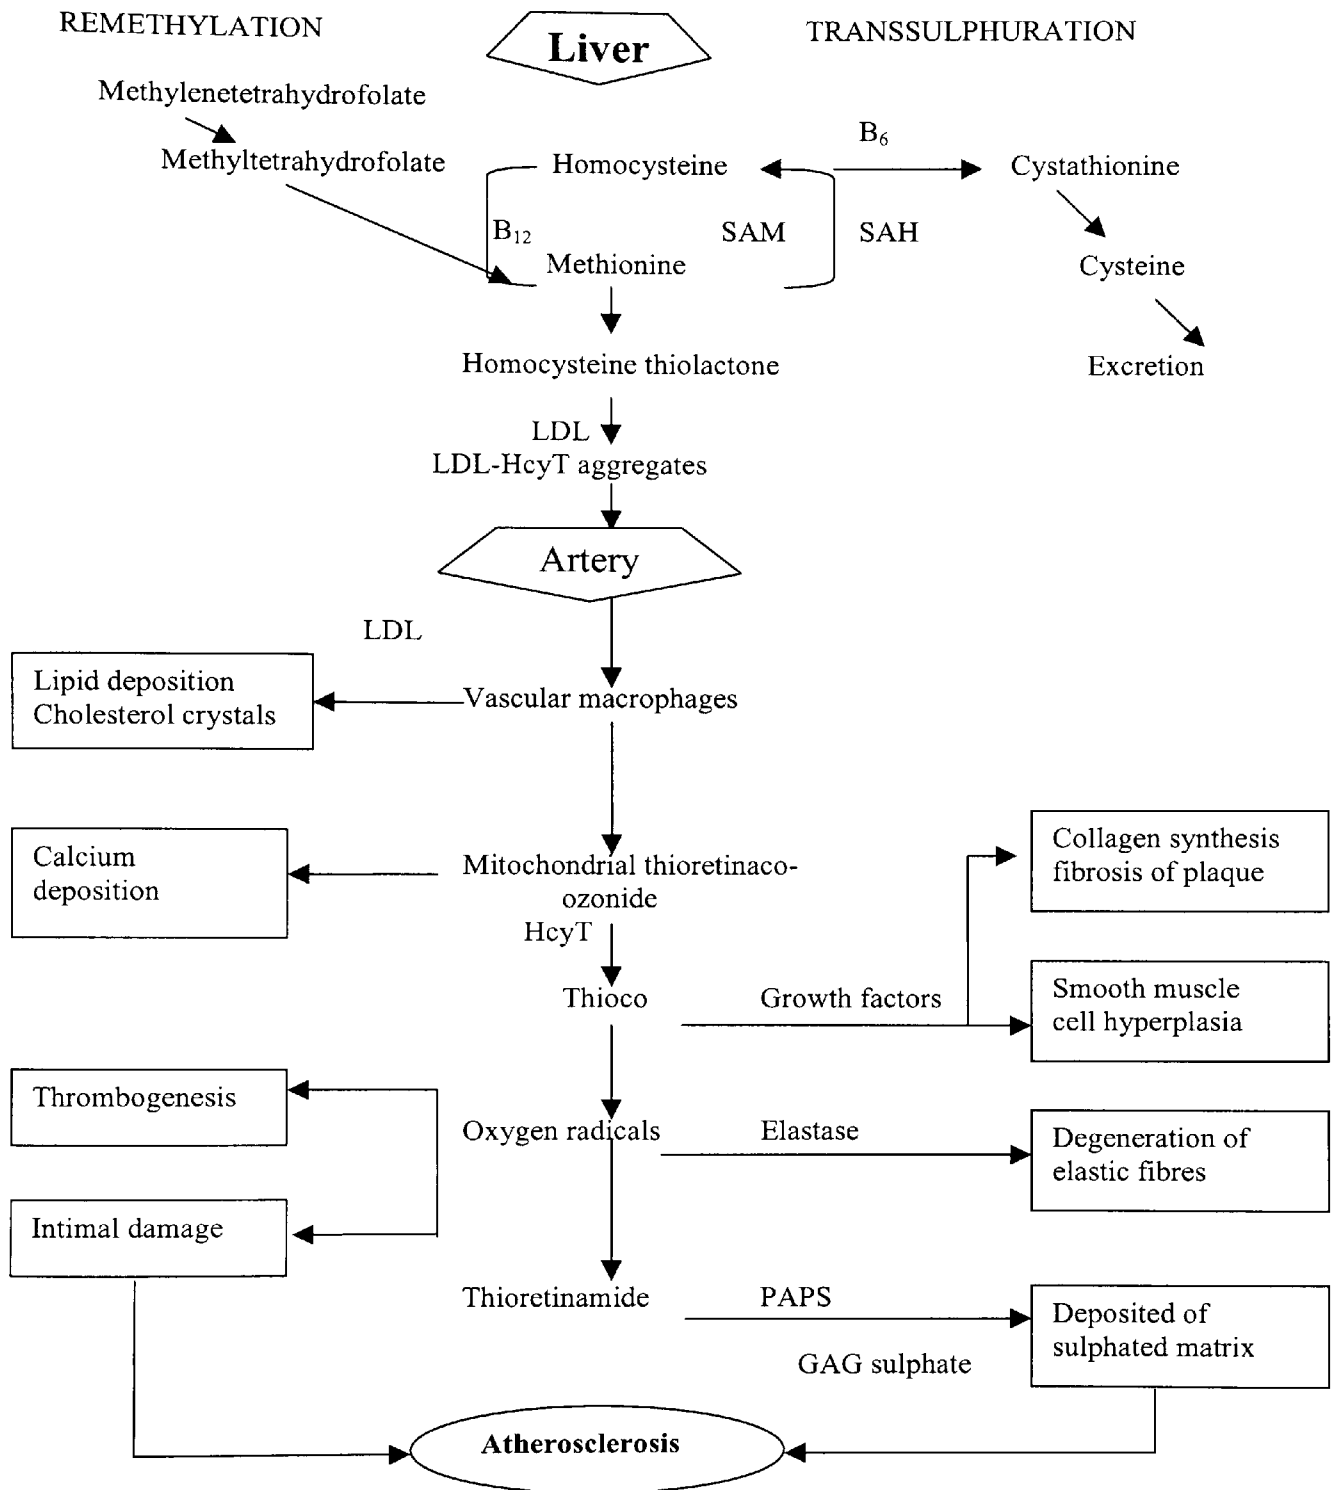 REMETHYLATION
Liver
TRANSSULPHURATION
Methylenetetrahydrofolate
Methyltetrahydrofolate
Homocysteine
B₆
Cystathionine
B₁₂
SAM
SAH
Methionine
Cysteine
Homocysteine thiolactone
Excretion
LDL
LDL-HcyT aggregates
Artery
LDL
Lipid deposition
Cholesterol crystals
Vascular macrophages
Calcium
deposition
Mitochondrial thioretinaco-
ozonide
HcyT
Collagen synthesis
fibrosis of plaque
Thioco
Growth factors
Smooth muscle
cell hyperplasia
Thrombogenesis
Oxygen radicals
Elastase
Degeneration of
elastic fibres
Intimal damage
Thioretinamide
PAPS
GAG sulphate
Deposited of
sulphated matrix
Atherosclerosis